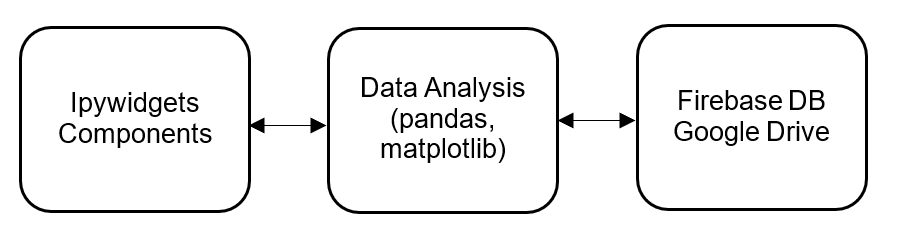 Ipywidgets
Components
Data Analysis
(pandas,
matplotlib)
Firebase DB
Google Drive